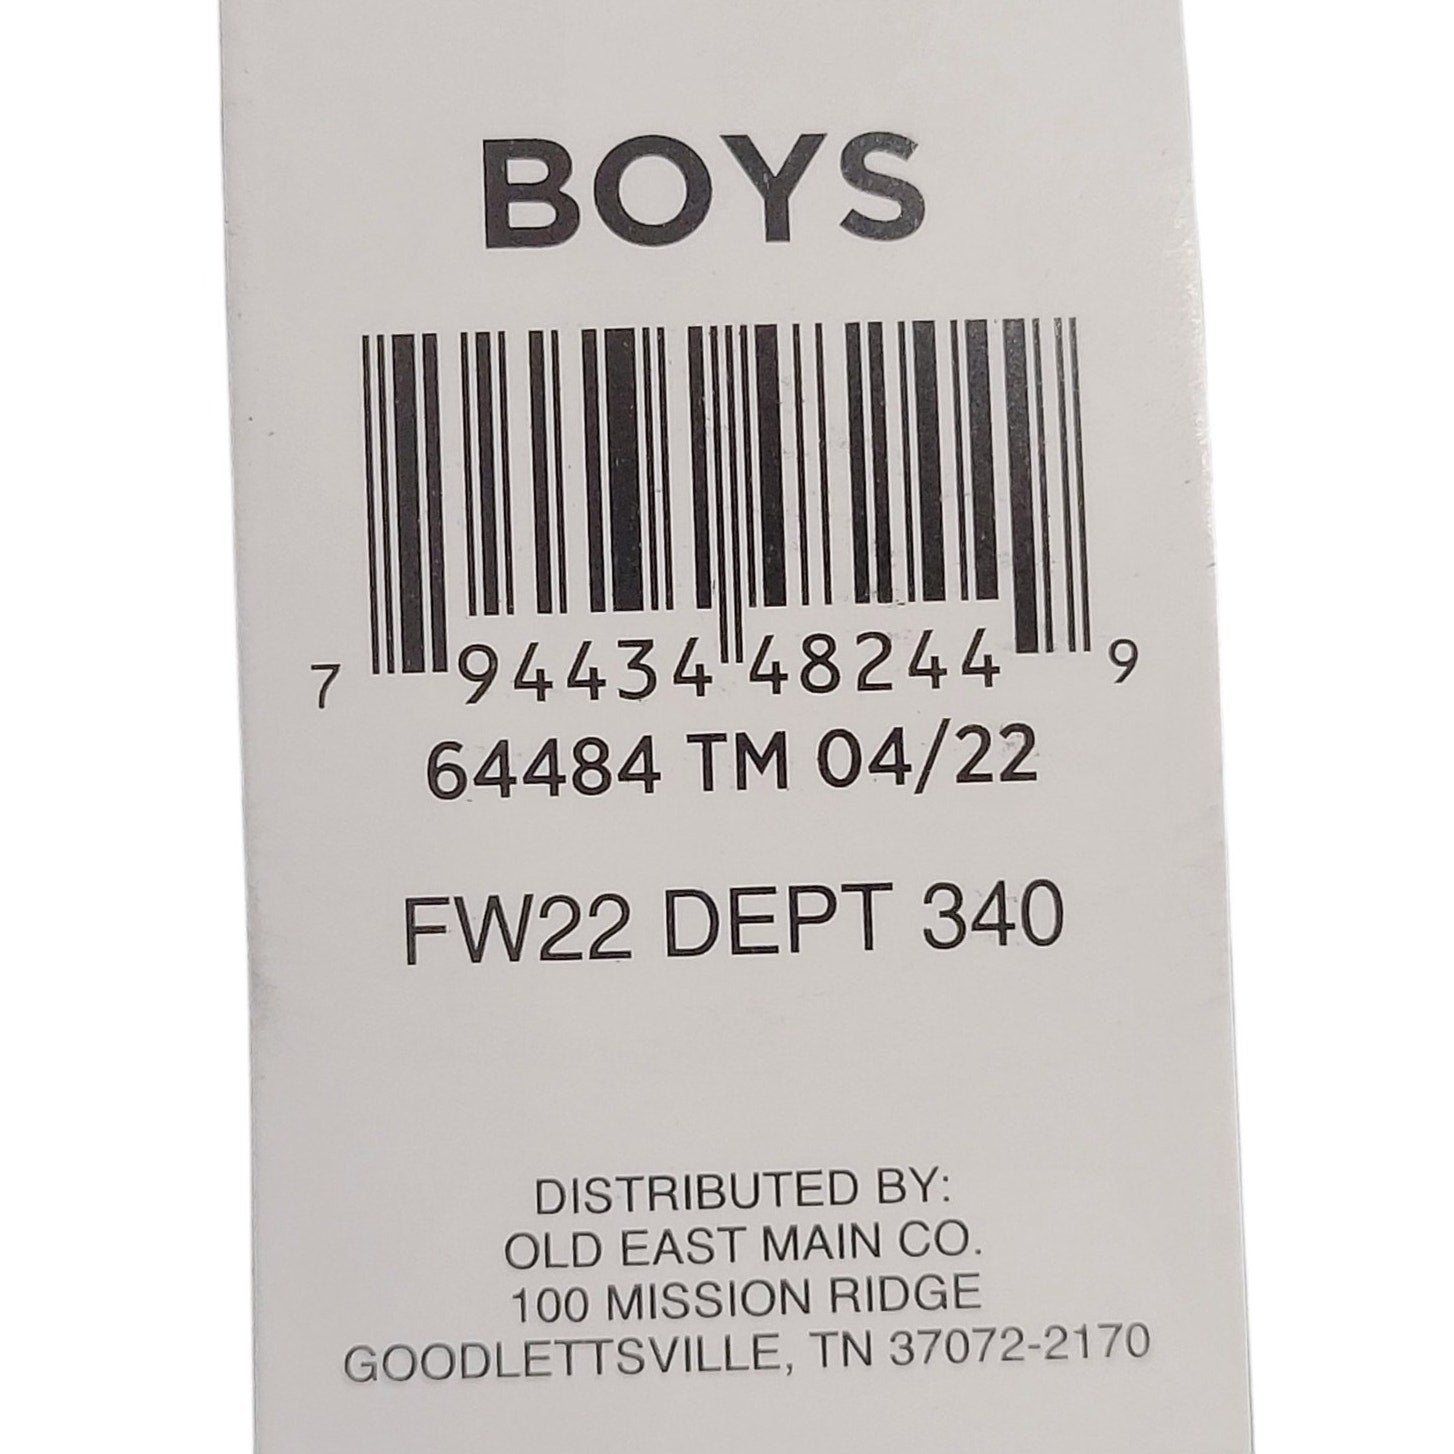 BOYS
7 94434 48244 9
64484 TM 04/22
FW22 DEPT 340
DISTRIBUTED BY:
OLD EAST MAIN CO.
100 MISSION RIDGE
GOODLETTSVILLE, TN 37072-2170